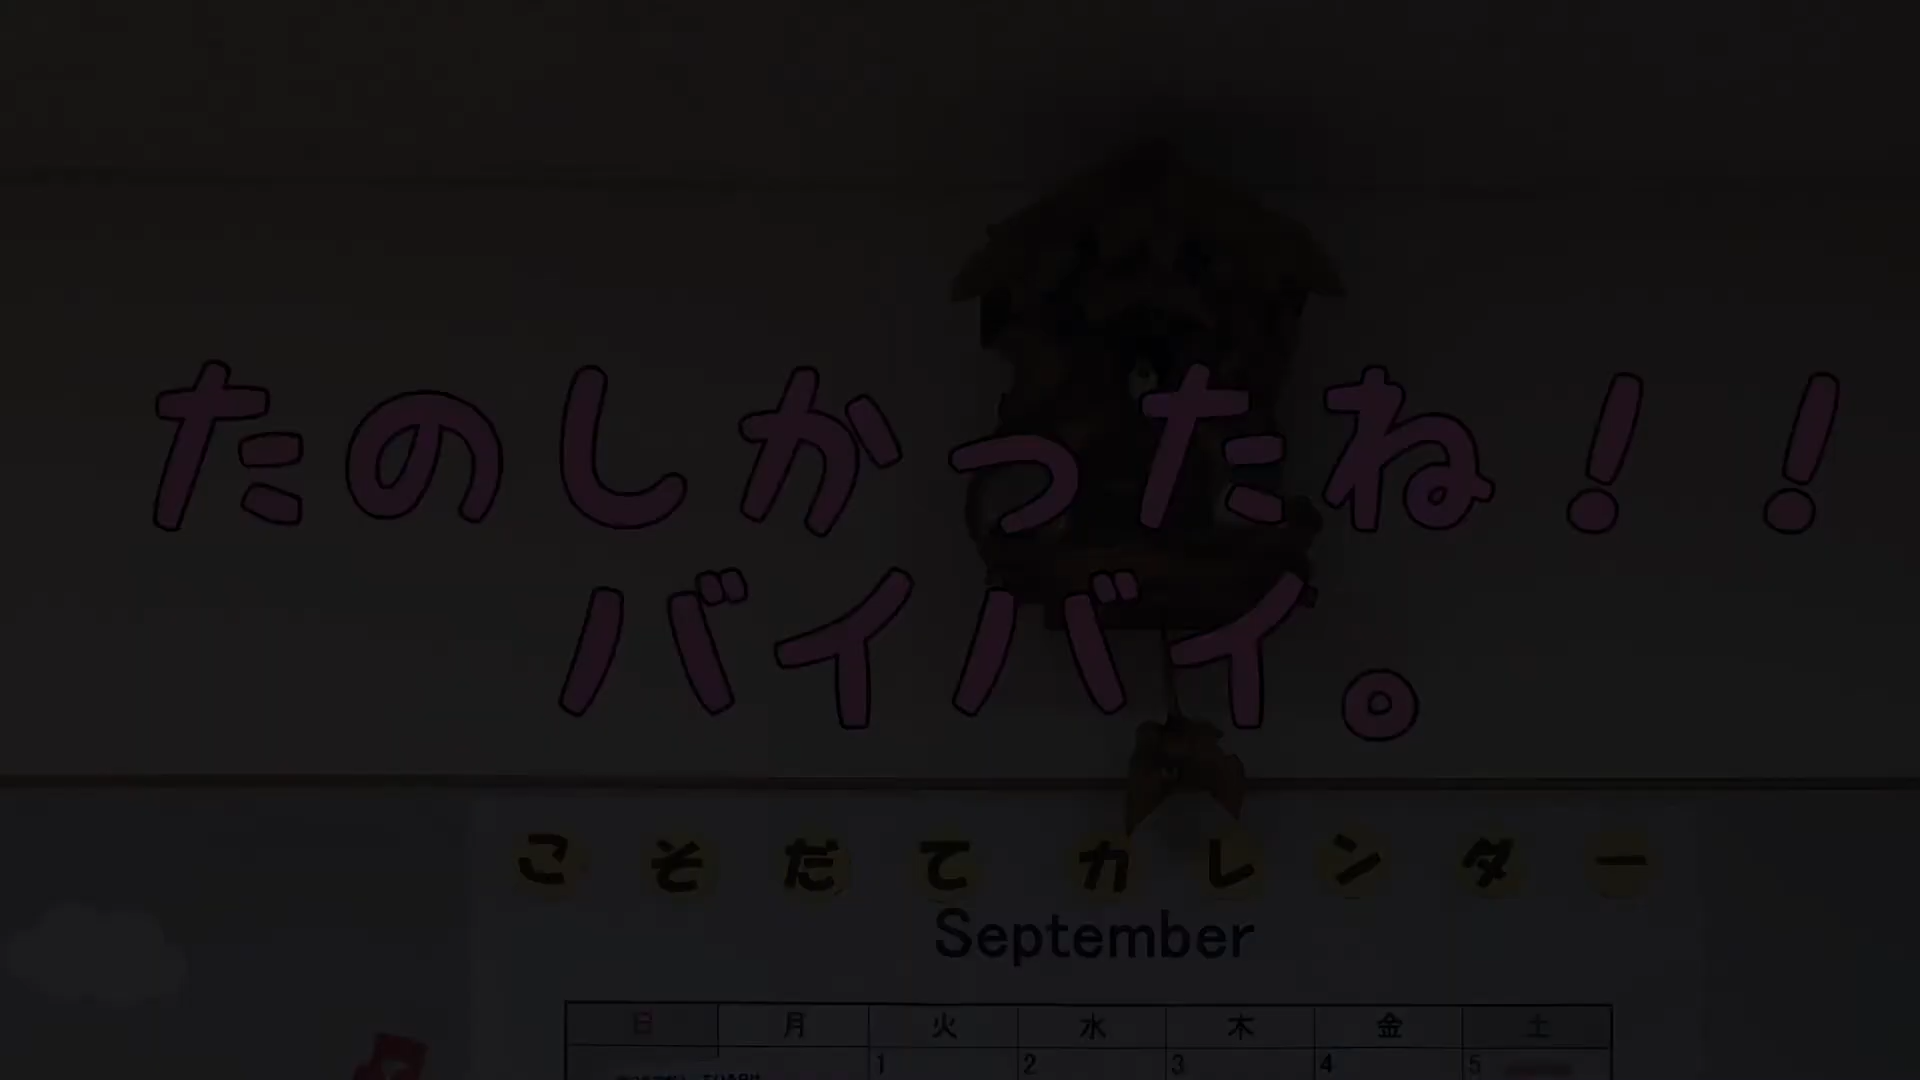 たのしかったね！！
バイバイ。
こそだてカレンダー
September
日 月 火 水 木 金 土
1 2 3 4 5